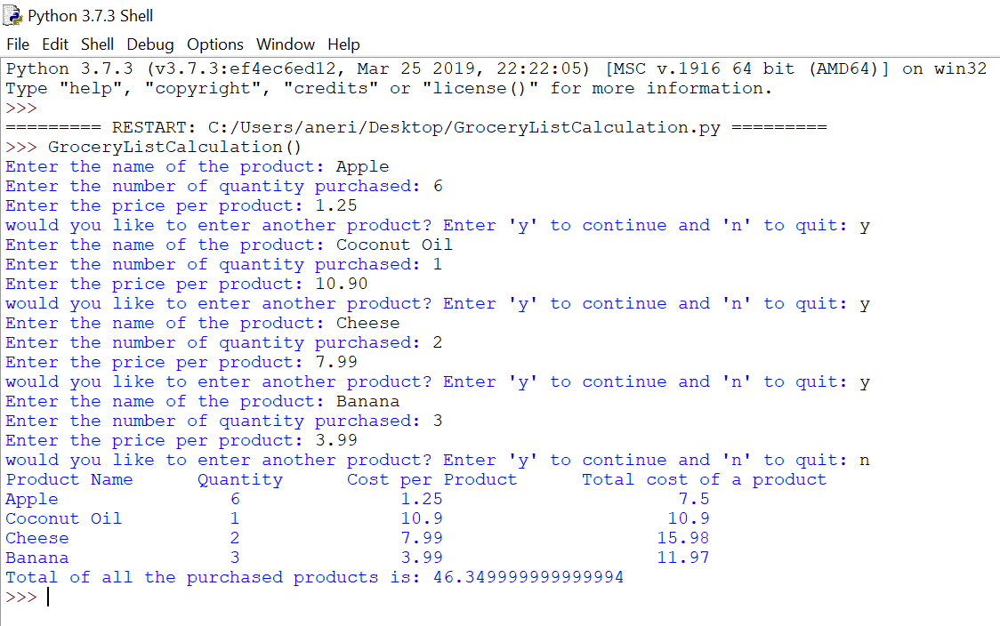 Python 3.7.3 Shell
File Edit Shell Debug Options Window Help
Python 3.7.3 (v3.7.3:ef4ec6ed12, Mar 25 2019, 22:22:05) [MSC v.1916 64 bit (AMD64)] on win32
Type "help", "copyright", "credits" or "license()" for more information.
>>>
========= RESTART: C:/Users/aneri/Desktop/GroceryListCalculation.py =========
>>> GroceryListCalculation()
Enter the name of the product: Apple
Enter the number of quantity purchased: 6
Enter the price per product: 1.25
would you like to enter another product? Enter 'y' to continue and 'n' to quit: y
Enter the name of the product: Coconut Oil
Enter the number of quantity purchased: 1
Enter the price per product: 10.90
would you like to enter another product? Enter 'y' to continue and 'n' to quit: y
Enter the name of the product: Cheese
Enter the number of quantity purchased: 2
Enter the price per product: 7.99
would you like to enter another product? Enter 'y' to continue and 'n' to quit: y
Enter the name of the product: Banana
Enter the number of quantity purchased: 3
Enter the price per product: 3.99
would you like to enter another product? Enter 'y' to continue and 'n' to quit: n
Product Name      Quantity      Cost per Product      Total cost of a product
Apple                6               1.25                      7.5
Coconut Oil          1               10.9                     10.9
Cheese               2               7.99                    15.98
Banana               3               3.99                    11.97
Total of all the purchased products is: 46.349999999999994
>>>